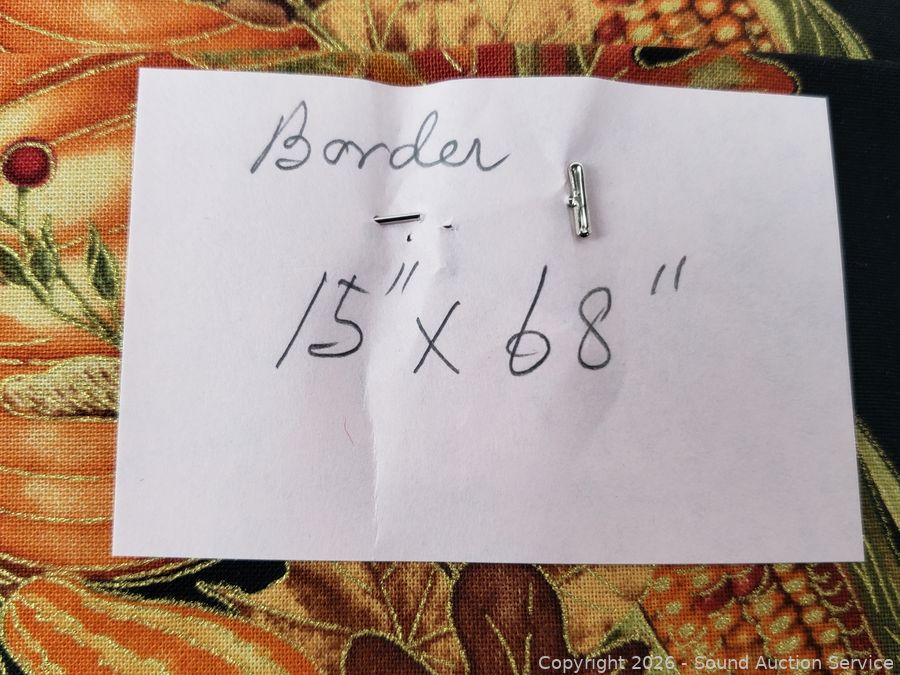 Border
15" x 68"
Copyright 2026 - Sound Auction Service